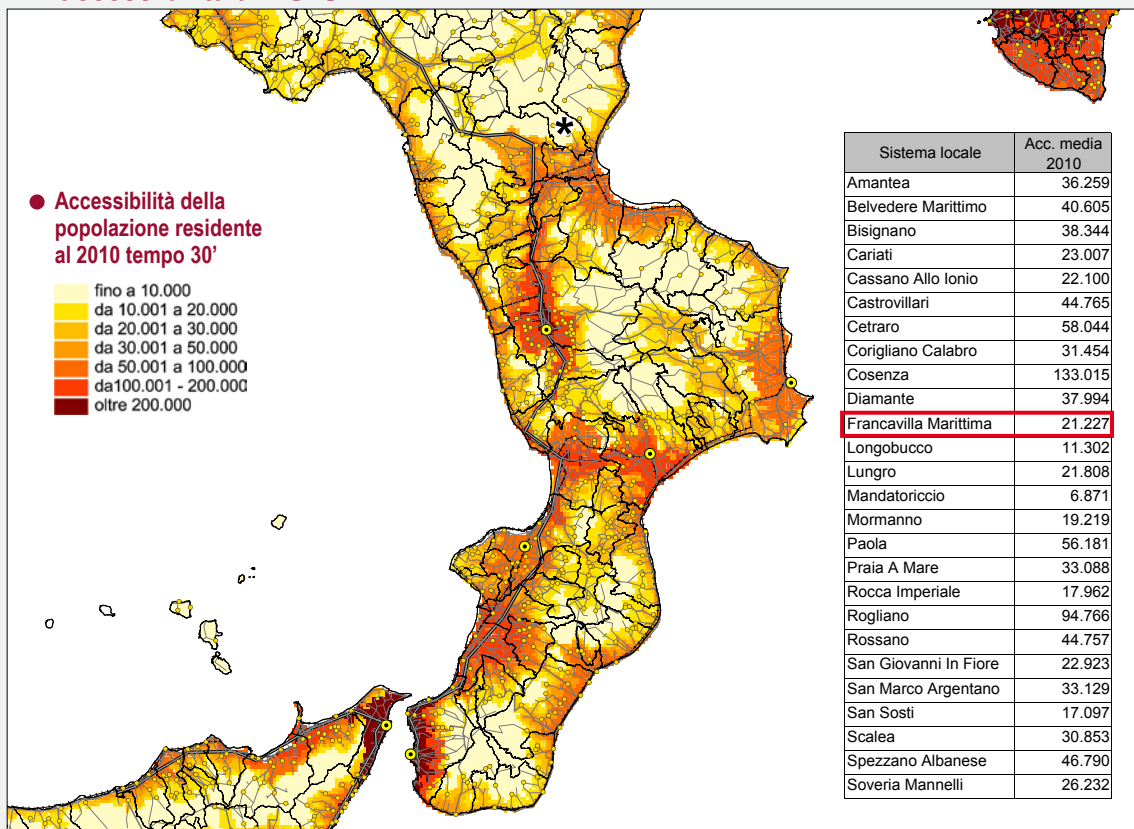 ● Accessibilità della
popolazione residente
al 2010 tempo 30'
fino a 10.000
da 10.001 a 20.000
da 20.001 a 30.000
da 30.001 a 50.000
da 50.001 a 100.000
da100.001 - 200.000
oltre 200.000
*
Sistema locale Acc. media 2010
Amantea 36.259
Belvedere Marittimo 40.605
Bisignano 38.344
Cariati 23.007
Cassano Allo Ionio 22.100
Castrovillari 44.765
Cetraro 58.044
Corigliano Calabro 31.454
Cosenza 133.015
Diamante 37.994
Francavilla Marittima 21.227
Longobucco 11.302
Lungro 21.808
Mandatoriccio 6.871
Mormanno 19.219
Paola 56.181
Praia A Mare 33.088
Rocca Imperiale 17.962
Rogliano 94.766
Rossano 44.757
San Giovanni In Fiore 22.923
San Marco Argentano 33.129
San Sosti 17.097
Scalea 30.853
Spezzano Albanese 46.790
Soveria Mannelli 26.232